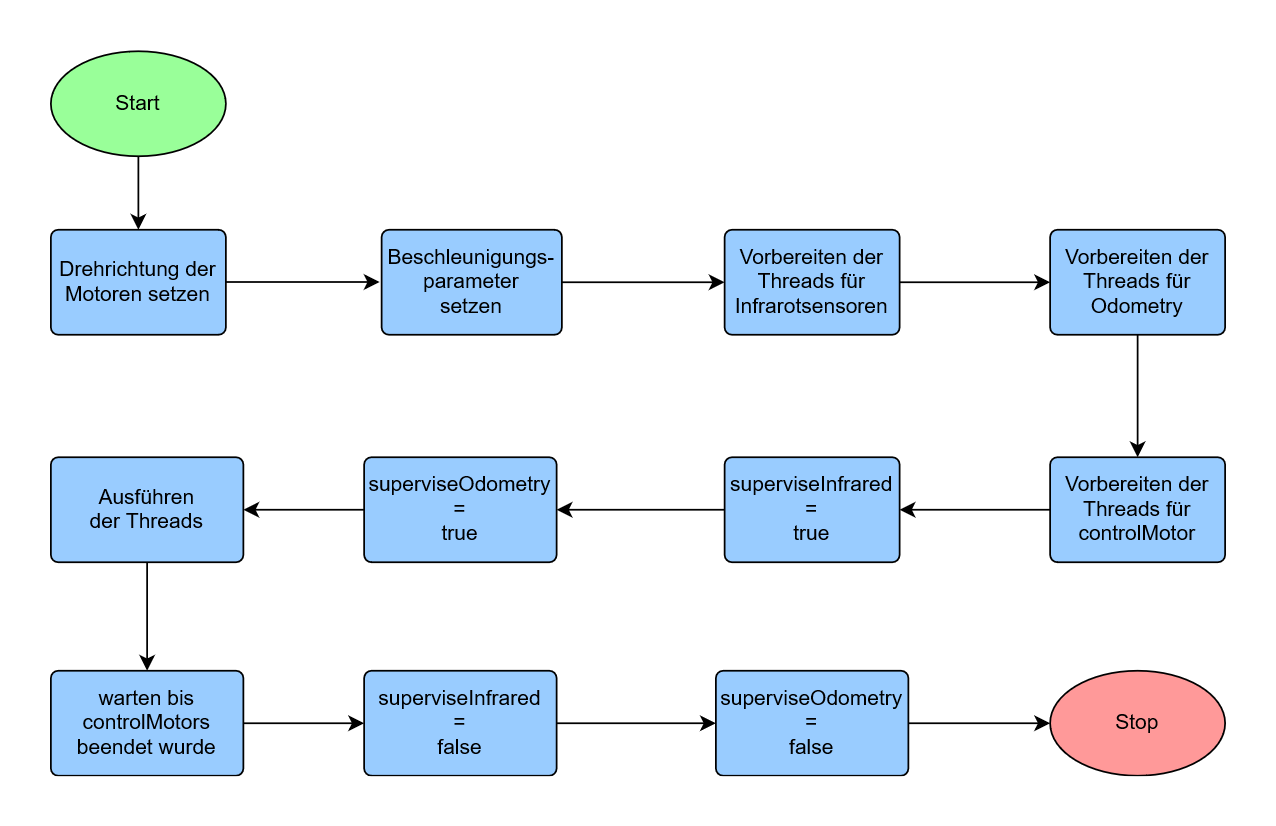 Start
Drehrichtung der
Motoren setzen
Beschleunigungs-
parameter
setzen
Vorbereiten der
Threads für
Infrarotsensoren
Vorbereiten der
Threads für
Odometry
Vorbereiten der
Threads für
controlMotor
superviseInfrared
=
true
superviseOdometry
=
true
Ausführen
der Threads
warten bis
controlMotors
beendet wurde
superviseInfrared
=
false
superviseOdometry
=
false
Stop